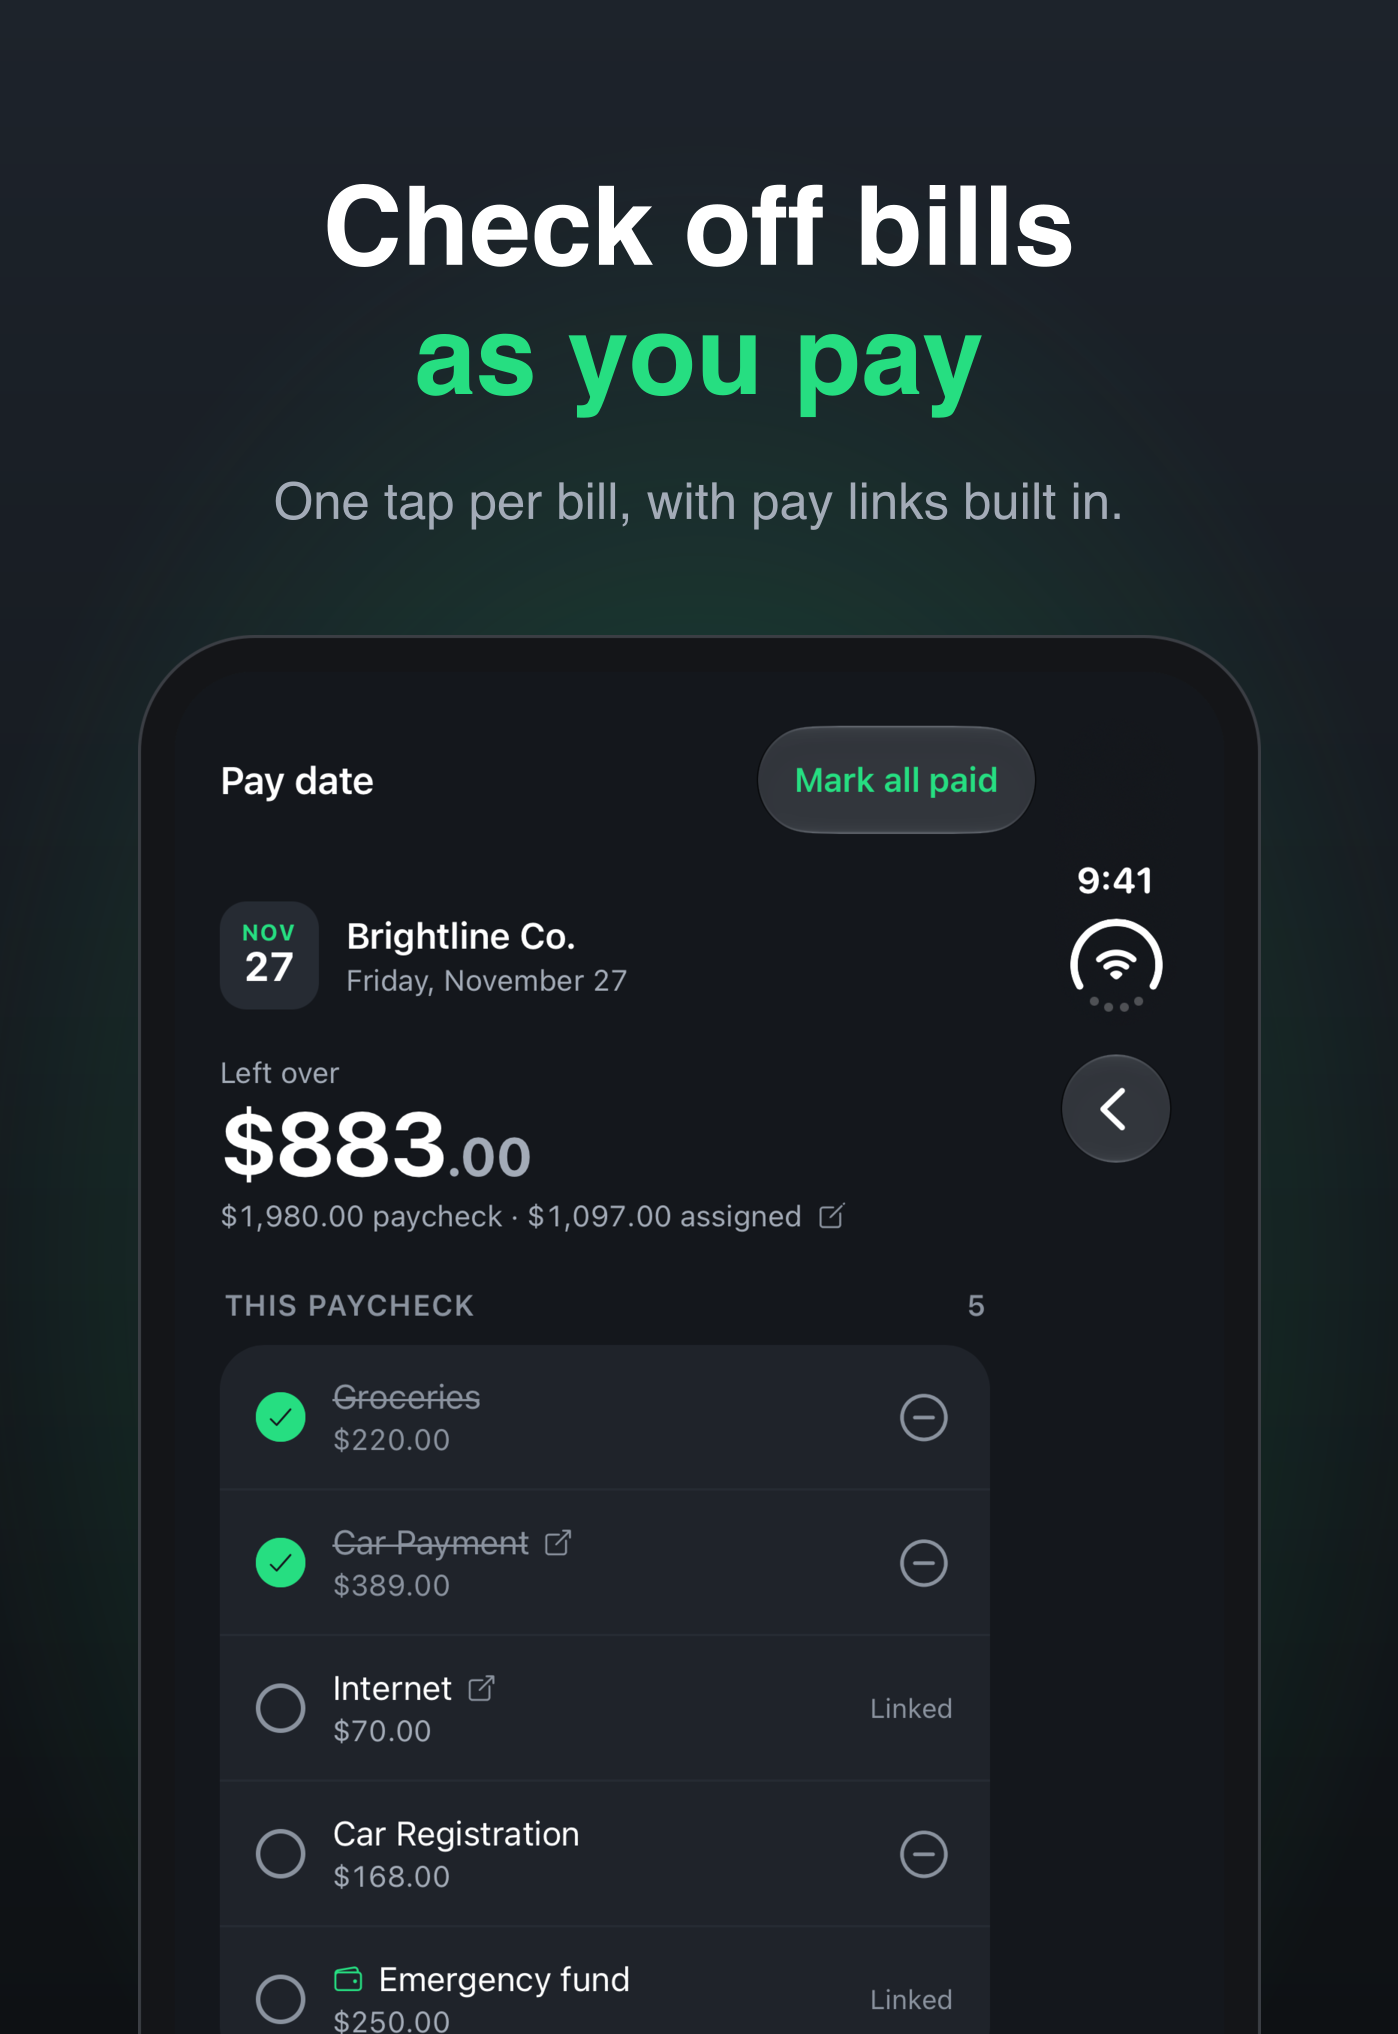 Check off bills
as you pay
One tap per bill, with pay links built in.
Pay date
Mark all paid
9:41
NOV
27
Brightline Co.
Friday, November 27
Left over
$883.00
$1,980.00 paycheck · $1,097.00 assigned
THIS PAYCHECK 5
Groceries
$220.00
Car Payment
$389.00
Internet
$70.00
Linked
Car Registration
$168.00
Emergency fund
$250.00
Linked